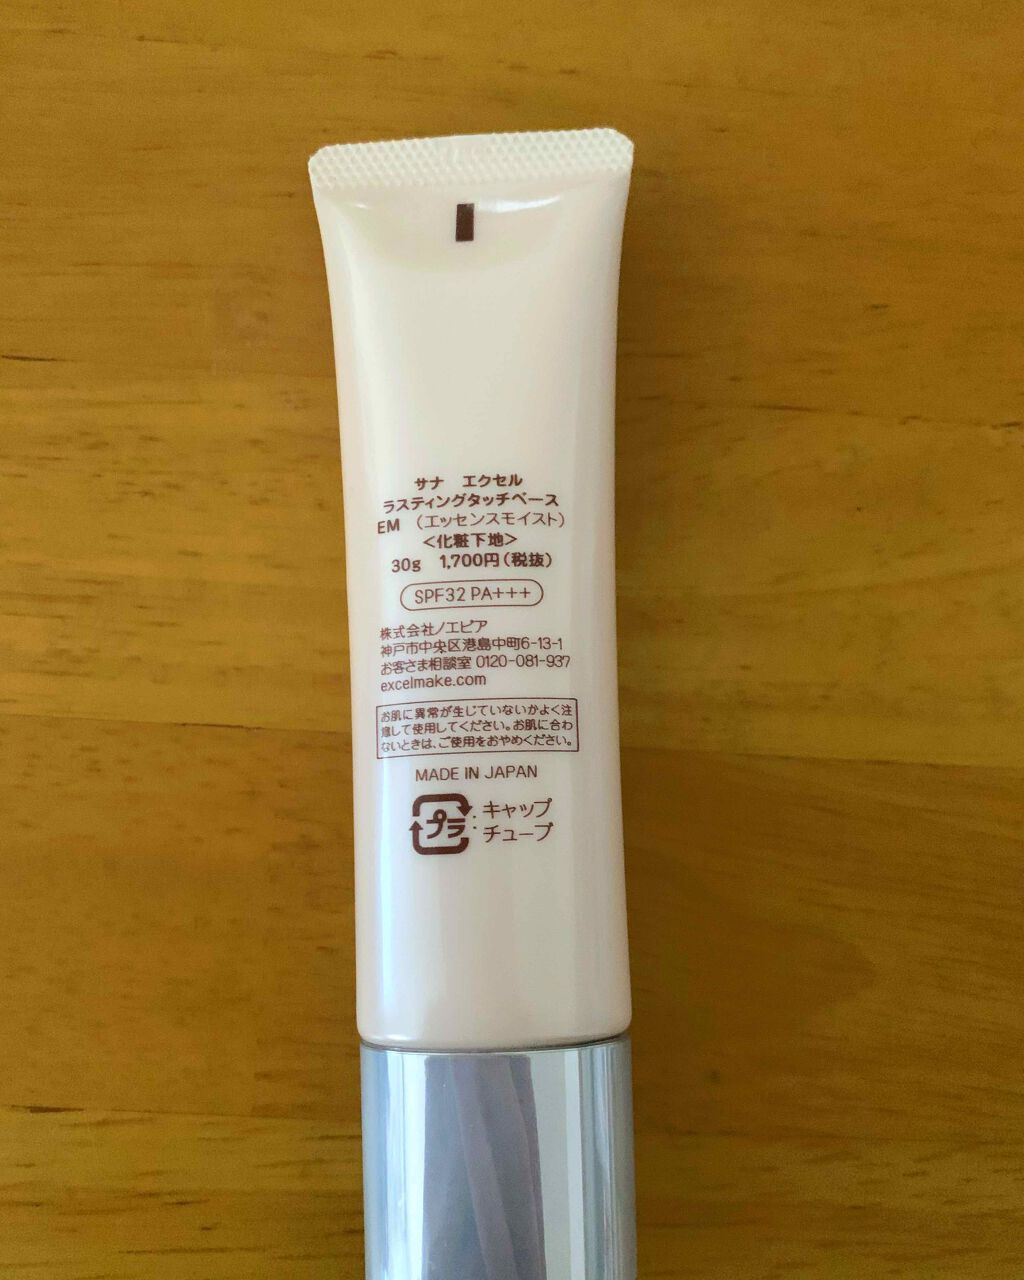 サナ エクセル
ラスティングタッチベース
EM (エッセンスモイスト)
<化粧下地>
30g 1,700円(税抜)
SPF32 PA+++
株式会社ノエビア
神戸市中央区港島中町6-13-1
お客さま相談室 0120-081-937
excelmake.com
お肌に異常が生じていないかよく注
意して使用してください。お肌に合わ
ないときは、ご使用をおやめください。
MADE IN JAPAN
プラ : キャップ
チューブ